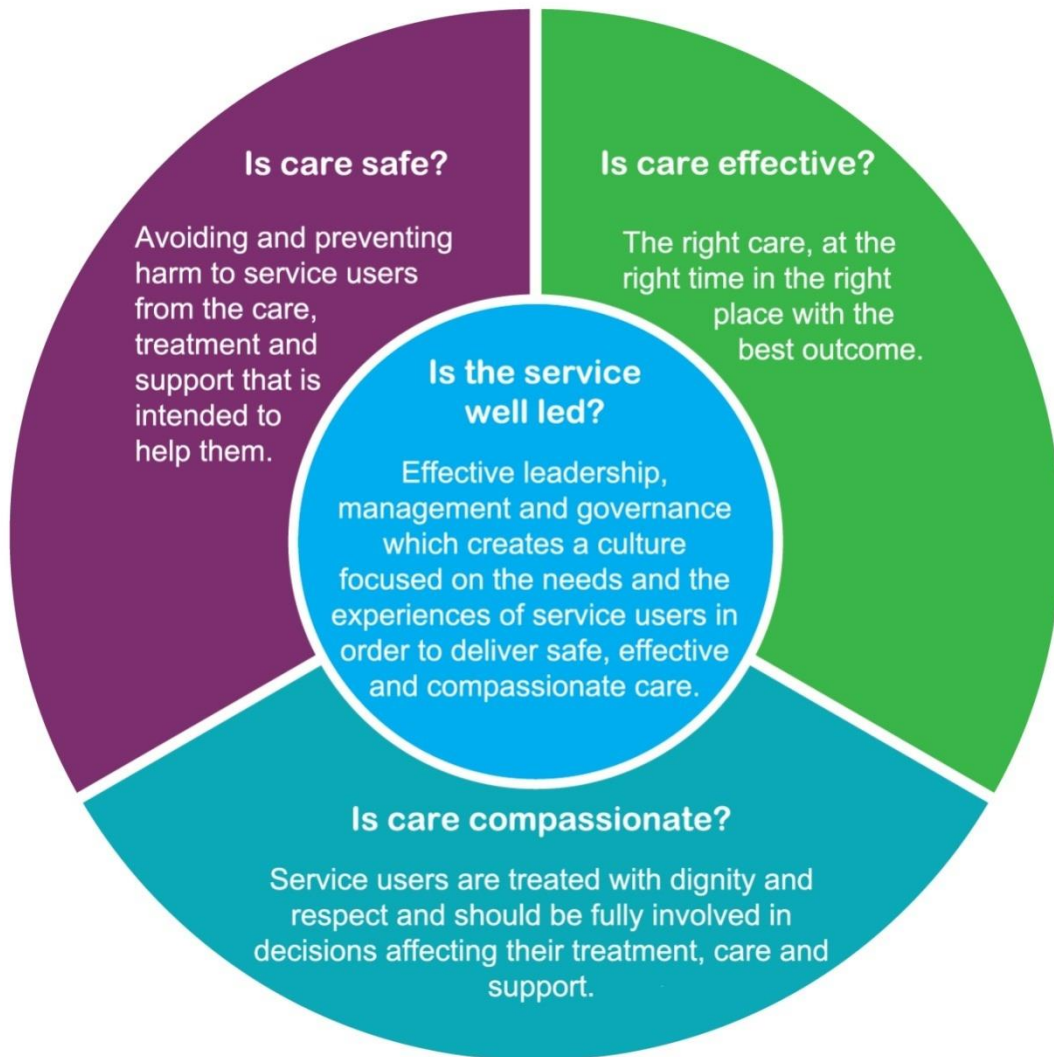 Is care safe?
Avoiding and preventing
harm to service users
from the care,
treatment and
support that is
intended to
help them.
Is care effective?
The right care, at the
right time in the right
place with the
best outcome.
Is the service
well led?
Effective leadership,
management and governance
which creates a culture
focused on the needs and the
experiences of service users in
order to deliver safe, effective
and compassionate care.
Is care compassionate?
Service users are treated with dignity and
respect and should be fully involved in
decisions affecting their treatment, care and
support.